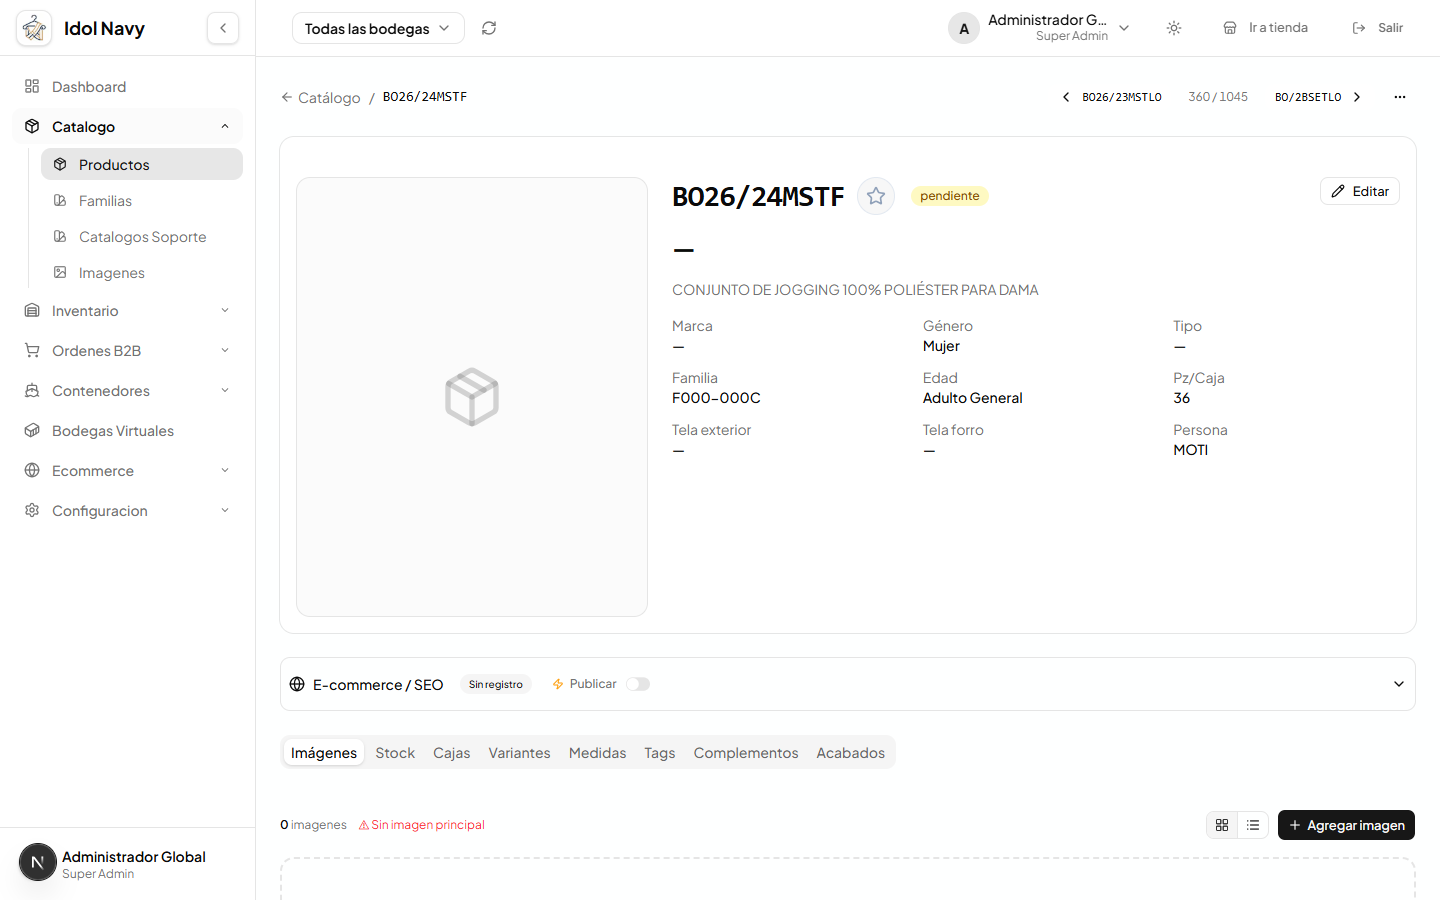 Idol Navy
Todas las bodegas
A
Administrador G...
Super Admin
Ir a tienda
Salir
Dashboard
Catalogo
Productos
Familias
Catalogos Soporte
Imagenes
Inventario
Ordenes B2B
Contenedores
Bodegas Virtuales
Ecommerce
Configuracion
N
Administrador Global
Super Admin
Catálogo / BO26/24MSTF
BO26/23MSTLO
360 / 1045
BO/2BSETLO
BO26/24MSTF
pendiente
Editar
—
CONJUNTO DE JOGGING 100% POLIÉSTER PARA DAMA
Marca
—
Género
Mujer
Tipo
—
Familia
F000-000C
Edad
Adulto General
Pz/Caja
36
Tela exterior
—
Tela forro
—
Persona
MOTI
E-commerce / SEO
Sin registro
Publicar
Imágenes
Stock
Cajas
Variantes
Medidas
Tags
Complementos
Acabados
0 imagenes
Sin imagen principal
Agregar imagen